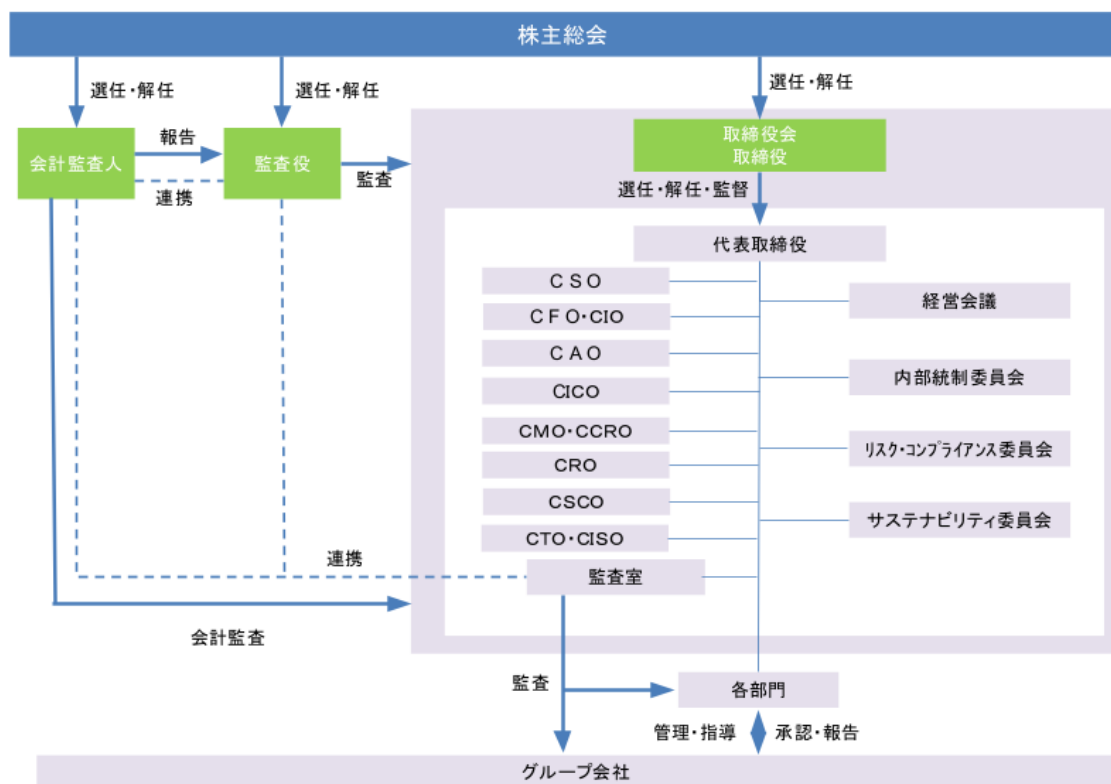 株主総会
選任・解任
選任・解任
選任・解任
会計監査人
報告
連携
監査役
監査
取締役会
取締役
選任・解任・監督
代表取締役
CSO
CFO・CIO
CAO
CICO
CMO・CCRO
CRO
CSCO
CTO・CISO
監査室
経営会議
内部統制委員会
リスク・コンプライアンス委員会
サステナビリティ委員会
連携
会計監査
監査
各部門
管理・指導
承認・報告
グループ会社